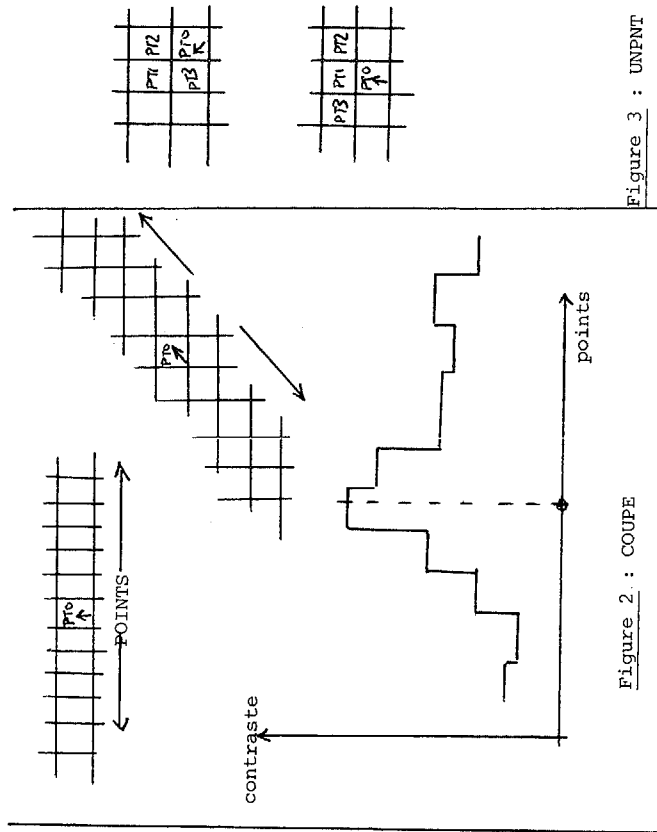 PT0
POINTS
PT0
contraste
points
Figure 2 : COUPE
PT1 PT2
PT3 PT0
PT3 PT1 PT2
PT0
Figure 3 : UNPNT